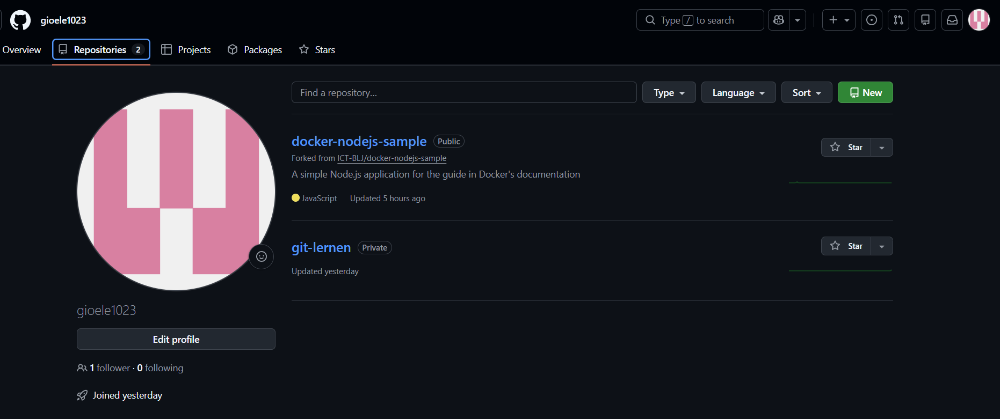 gioele1023
Type / to search
Overview
Repositories 2
Projects
Packages
Stars
Find a repository...
Type
Language
Sort
New
docker-nodejs-sample Public
Star
Forked from ICT-BLJ/docker-nodejs-sample
A simple Node.js application for the guide in Docker's documentation
JavaScript Updated 5 hours ago
git-lernen Private
Star
Updated yesterday
gioele1023
Edit profile
1 follower · 0 following
Joined yesterday